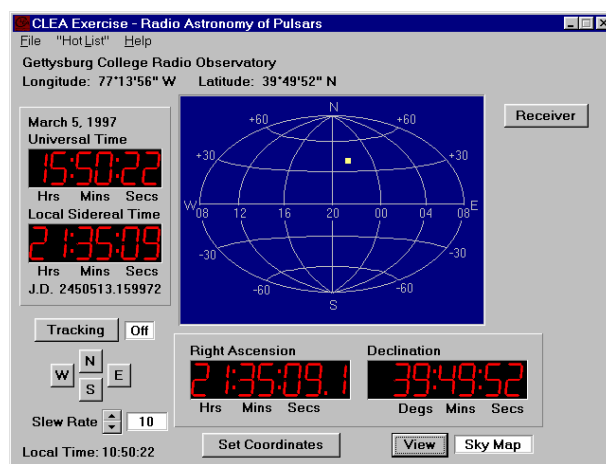 CLEA Exercise - Radio Astronomy of Pulsars
File "Hot List" Help
Gettysburg College Radio Observatory
Longitude: 77°13'56" W Latitude: 39°49'52" N
March 5, 1997
Universal Time
15:50:22
Hrs Mins Secs
Local Sidereal Time
21:35:09
Hrs Mins Secs
J.D. 2450513.159972
N
+60 +60
+30 +30
W 08 12 16 20 00 04 08 E
-30 -30
-60 -60
S
Receiver
Tracking Off
N
W E
S
Slew Rate 10
Local Time: 10:50:22
Right Ascension Declination
21:35:09.1 39:49:52
Hrs Mins Secs Degs Mins Secs
Set Coordinates View Sky Map